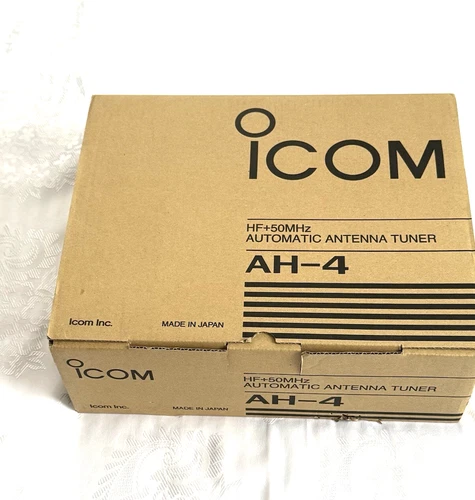 ICOM
HF+50MHz
AUTOMATIC ANTENNA TUNER
AH-4
Icom Inc.
MADE IN JAPAN
ICOM
HF+50MHz
AUTOMATIC ANTENNA TUNER
Icom Inc.
MADE IN JAPAN
AH-4